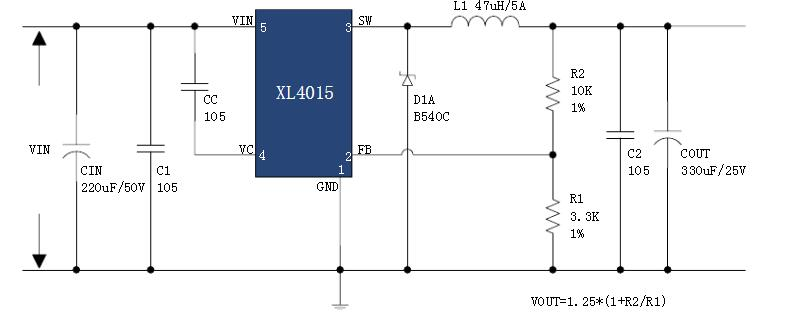 L1 47uH/5A
VIN
5
3
SW
R2
10K
1%
XL4015
CC
105
D1A
B540C
VIN
VC
4
2
FB
1
GND
CIN
220uF/50V
C1
105
C2
105
COUT
330uF/25V
R1
3.3K
1%
VOUT=1.25*(1+R2/R1)